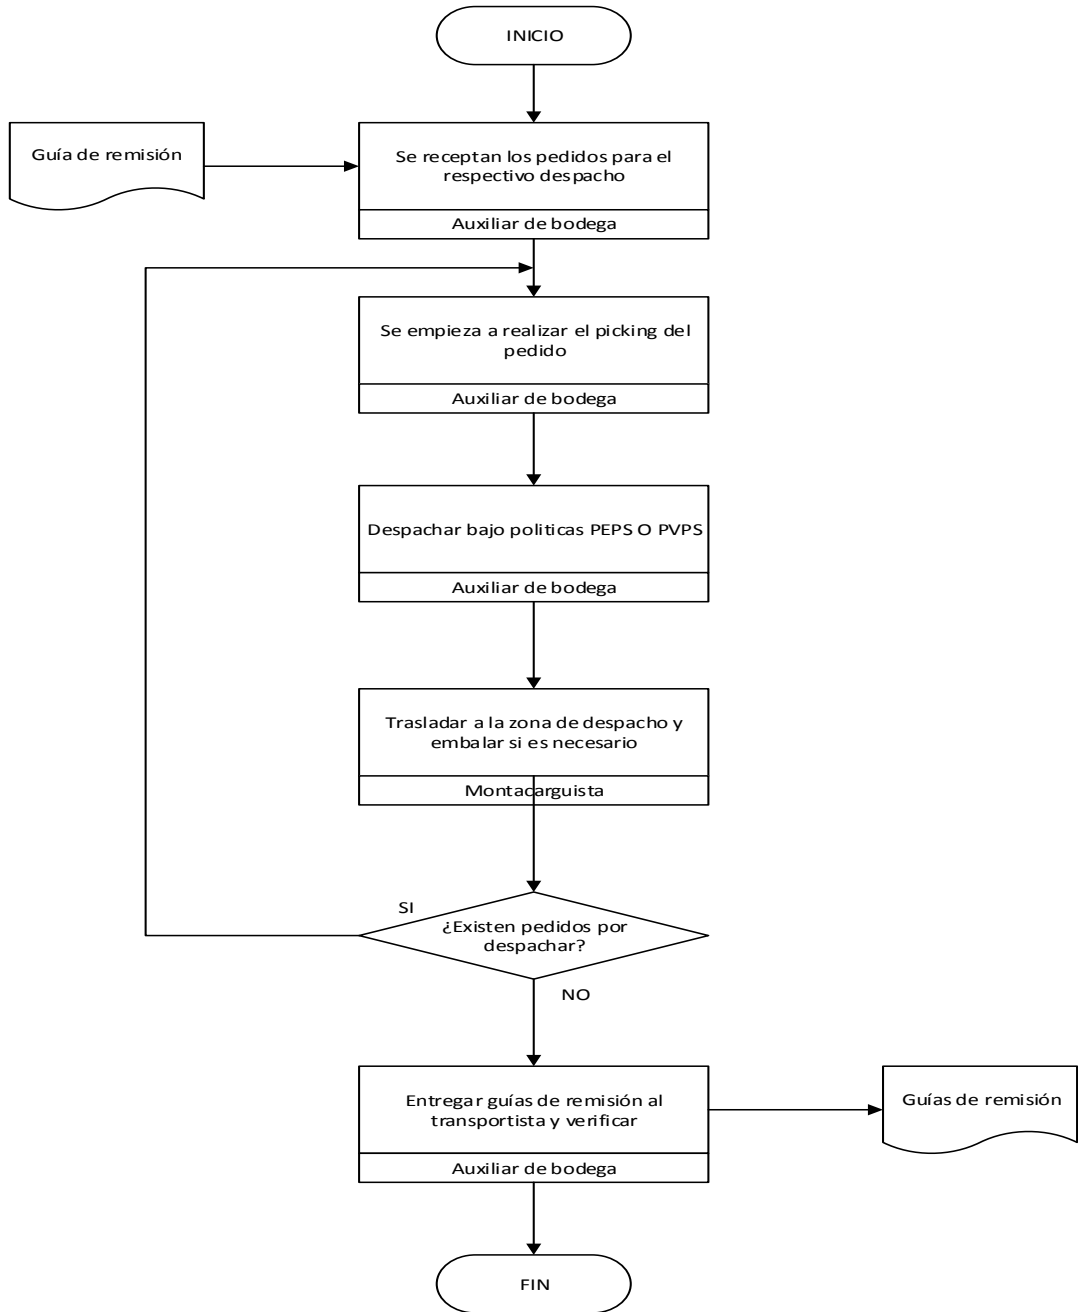 INICIO
Guía de remisión
Se receptan los pedidos para el
respectivo despacho
Auxiliar de bodega
Se empieza a realizar el picking del
pedido
Auxiliar de bodega
Despachar bajo politicas PEPS O PVPS
Auxiliar de bodega
Trasladar a la zona de despacho y
embalar si es necesario
Montacarguista
SI
¿Existen pedidos por
despachar?
NO
Entregar guías de remisión al
transportista y verificar
Auxiliar de bodega
Guías de remisión
FIN